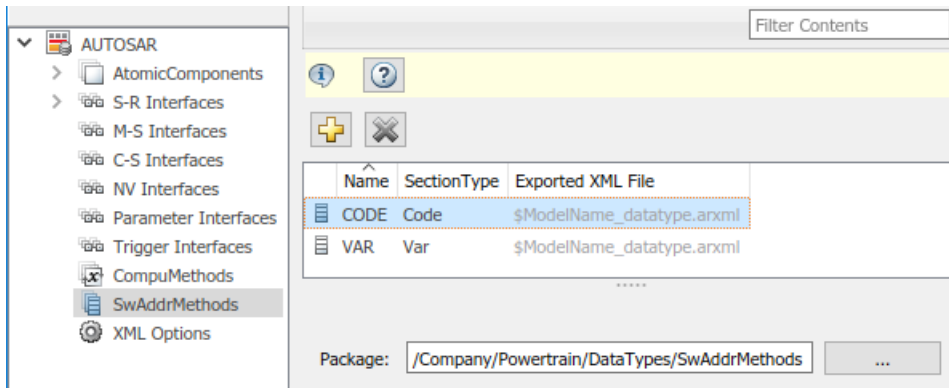 Filter Contents
AUTOSAR
AtomicComponents
S-R Interfaces
M-S Interfaces
C-S Interfaces
NV Interfaces
Parameter Interfaces
Trigger Interfaces
CompuMethods
SwAddrMethods
XML Options
Name SectionType Exported XML File
CODE Code $ModelName_datatype.arxml
VAR Var $ModelName_datatype.arxml
Package: /Company/Powertrain/DataTypes/SwAddrMethods ...